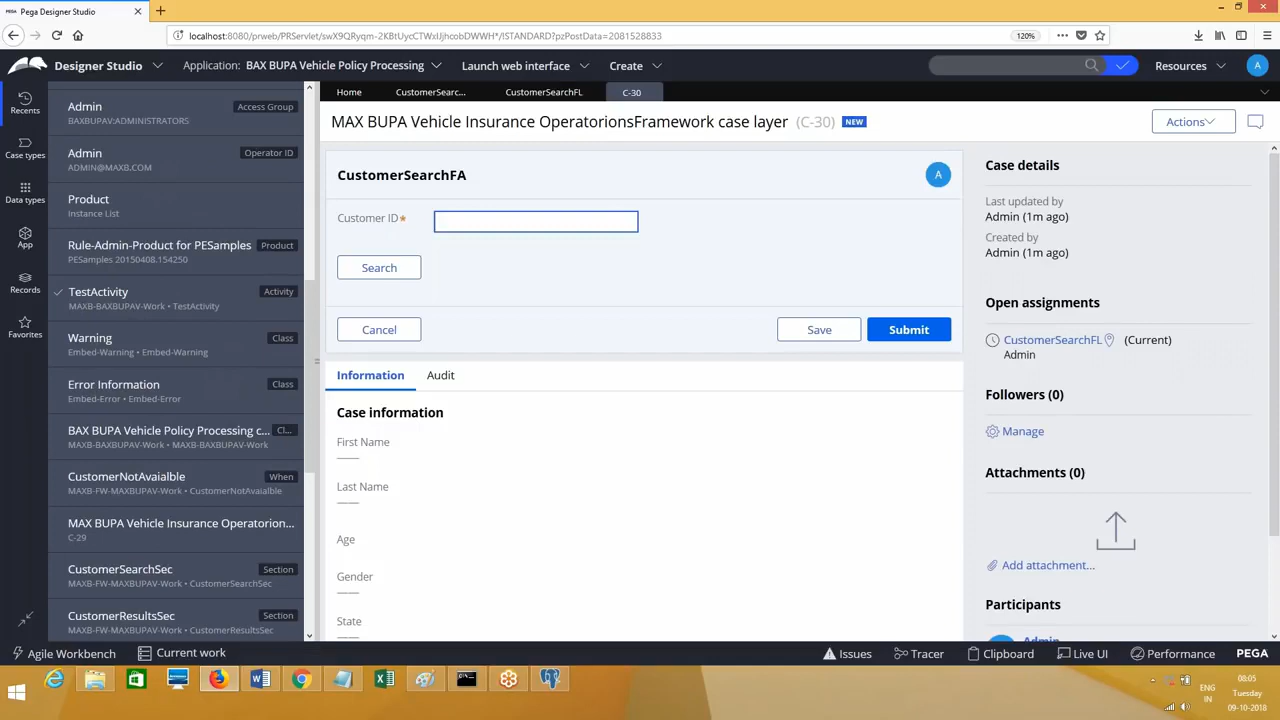 Pega Designer Studio
localhost:8080/prweb/PRServlet/swX9QRyqm-2KBtUycCTWxIJjhcobDWWH*/!STANDARD?pzPostData=2081528833
120%
Designer Studio
Application: BAX BUPA Vehicle Policy Processing
Launch web interface
Create
Resources
A
Recents
Case types
Data types
App
Records
Favorites
Admin
Access Group
BAXBUPAV:ADMINISTRATORS
Admin
Operator ID
ADMIN@MAXB.COM
Product
Instance List
Rule-Admin-Product for PESamples
Product
PESamples 20150408.154250
TestActivity
Activity
MAXB-BAXBUPAV-Work • TestActivity
Warning
Class
Embed-Warning • Embed-Warning
Error Information
Class
Embed-Error • Embed-Error
BAX BUPA Vehicle Policy Processing c...
Cl...
MAXB-BAXBUPAV-Work • MAXB-BAXBUPAV-Work
CustomerNotAvaialble
When
MAXB-FW-MAXBUPAV-Work • CustomerNotAvaialble
MAX BUPA Vehicle Insurance Operatorion...
C-29
CustomerSearchSec
Section
MAXB-FW-MAXBUPAV-Work • CustomerSearchSec
CustomerResultsSec
Section
MAXB-FW-MAXBUPAV-Work • CustomerResultsSec
Home
CustomerSearc...
CustomerSearchFL
C-30
MAX BUPA Vehicle Insurance OperatorionsFramework case layer (C-30) NEW
Actions
CustomerSearchFA
A
Customer ID*
Search
Cancel
Save
Submit
Information
Audit
Case information
First Name
Last Name
Age
Gender
State
Case details
Last updated by
Admin (1m ago)
Created by
Admin (1m ago)
Open assignments
CustomerSearchFL (Current)
Admin
Followers (0)
Manage
Attachments (0)
Add attachment...
Participants
Admin
Agile Workbench
Current work
Issues
Tracer
Clipboard
Live UI
Performance
PEGA
ENG
IN
08:05
Tuesday
09-10-2018